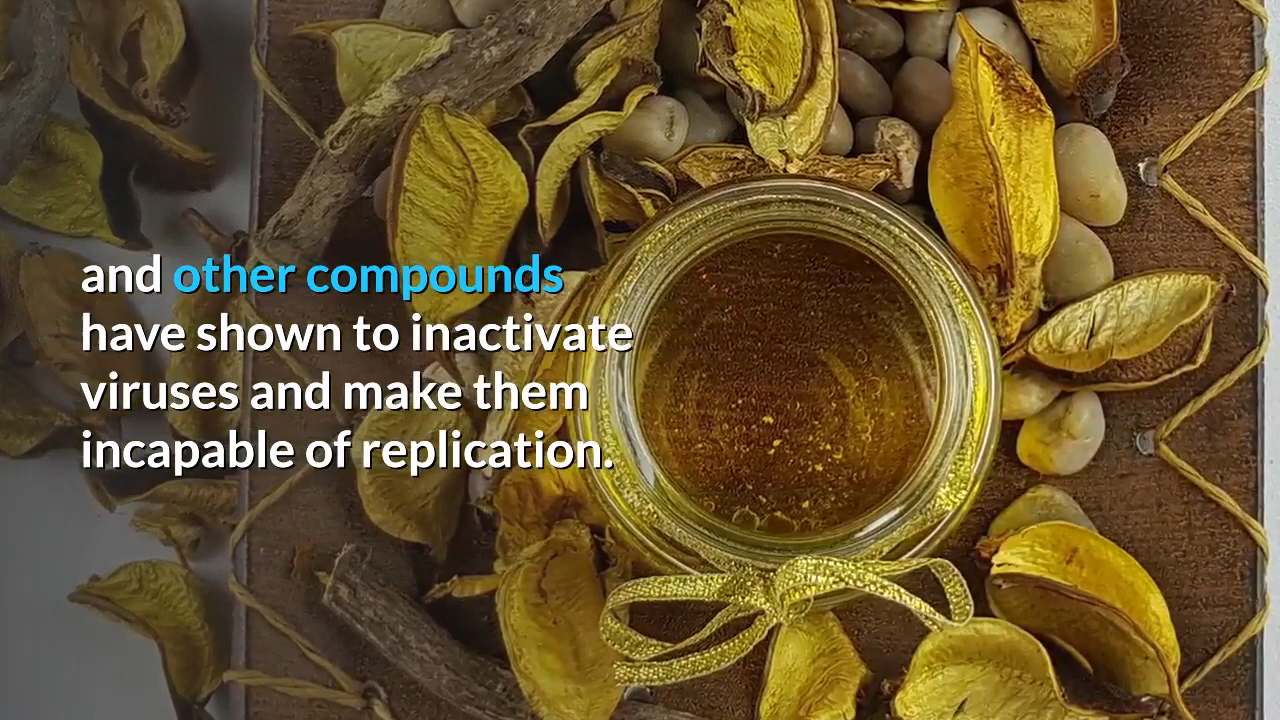 and other compounds
have shown to inactivate
viruses and make them
incapable of replication.